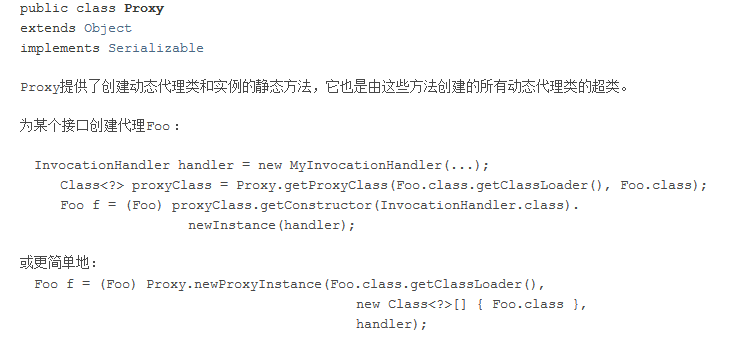 public class Proxy
extends Object
implements Serializable
Proxy提供了创建动态代理类和实例的静态方法，它也是由这些方法创建的所有动态代理类的超类。
为某个接口创建代理Foo：
InvocationHandler handler = new MyInvocationHandler(...);
Class<?> proxyClass = Proxy.getProxyClass(Foo.class.getClassLoader(), Foo.class);
Foo f = (Foo) proxyClass.getConstructor(InvocationHandler.class).
newInstance(handler);
或更简单地：
Foo f = (Foo) Proxy.newProxyInstance(Foo.class.getClassLoader(),
new Class<?>[] { Foo.class },
handler);